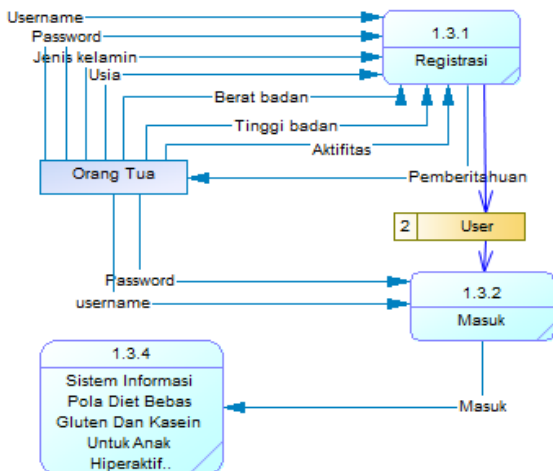 Username
Password
Jenis kelamin
Usia
Berat badan
Tinggi badan
Aktifitas
1.3.1
Registrasi
Orang Tua
Pemberitahuan
2 User
Password
username
1.3.2
Masuk
1.3.4
Sistem Informasi
Pola Diet Bebas
Gluten Dan Kasein
Untuk Anak
Hiperaktif..
Masuk